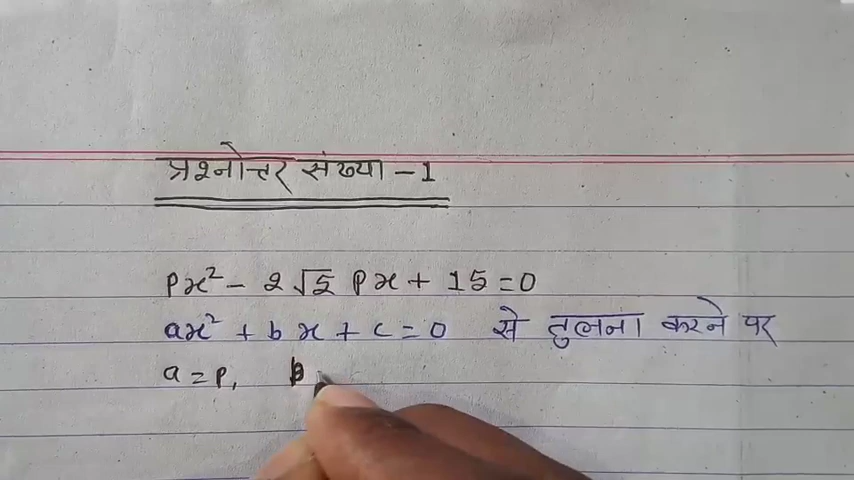 प्रश्नोत्तर संख्या - 1
px² - 2√5 px + 15 = 0
ax² + bx + c = 0 से तुलना करने पर
a = p, b